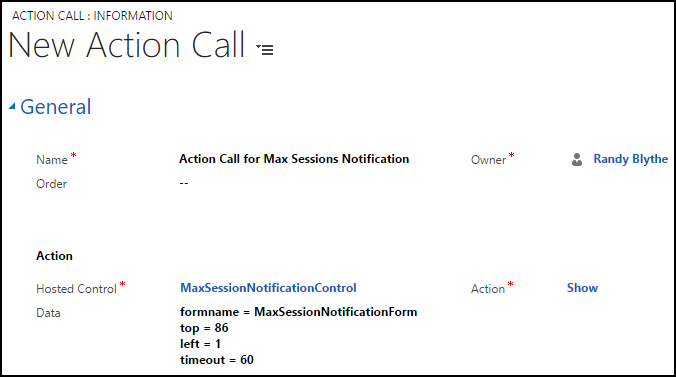 ACTION CALL : INFORMATION
New Action Call
General
Name * Action Call for Max Sessions Notification Owner * Randy Blythe
Order --
Action
Hosted Control * MaxSessionNotificationControl Action * Show
Data formname = MaxSessionNotificationForm
top = 86
left = 1
timeout = 60